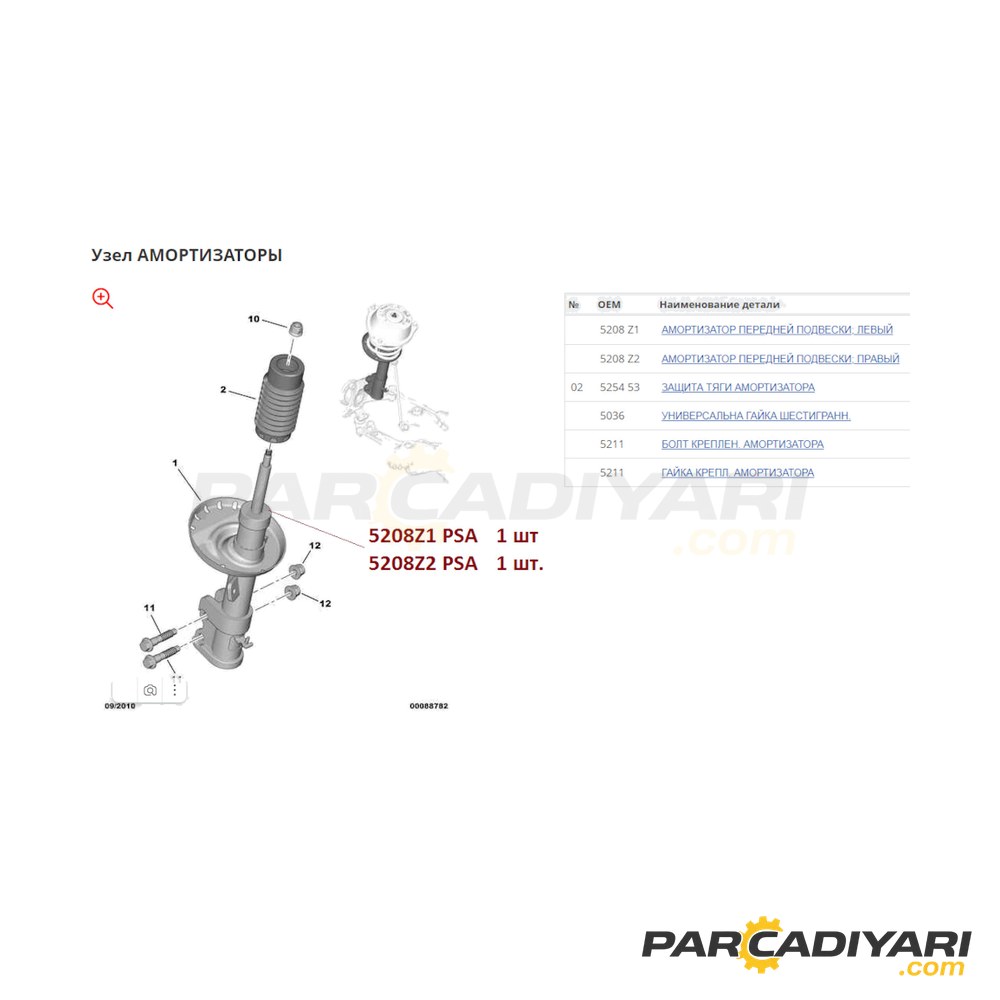 Узел АМОРТИЗАТОРЫ
№ OEM Наименование детали
5208 Z1 АМОРТИЗАТОР ПЕРЕДНЕЙ ПОДВЕСКИ; ЛЕВЫЙ
5208 Z2 АМОРТИЗАТОР ПЕРЕДНЕЙ ПОДВЕСКИ; ПРАВЫЙ
02 5254 53 ЗАЩИТА ТЯГИ АМОРТИЗАТОРА
5036 УНИВЕРСАЛЬНА ГАЙКА ШЕСТИГРАНН.
5211 БОЛТ КРЕПЛЕН. АМОРТИЗАТОРА
5211 ГАЙКА КРЕПЛ. АМОРТИЗАТОРА
10
2
1
PARCADIYARI
.com
5208Z1 PSA 1 шт
5208Z2 PSA 1 шт.
12
12
11
09/2010
00088782
PARCADIYARI
.com